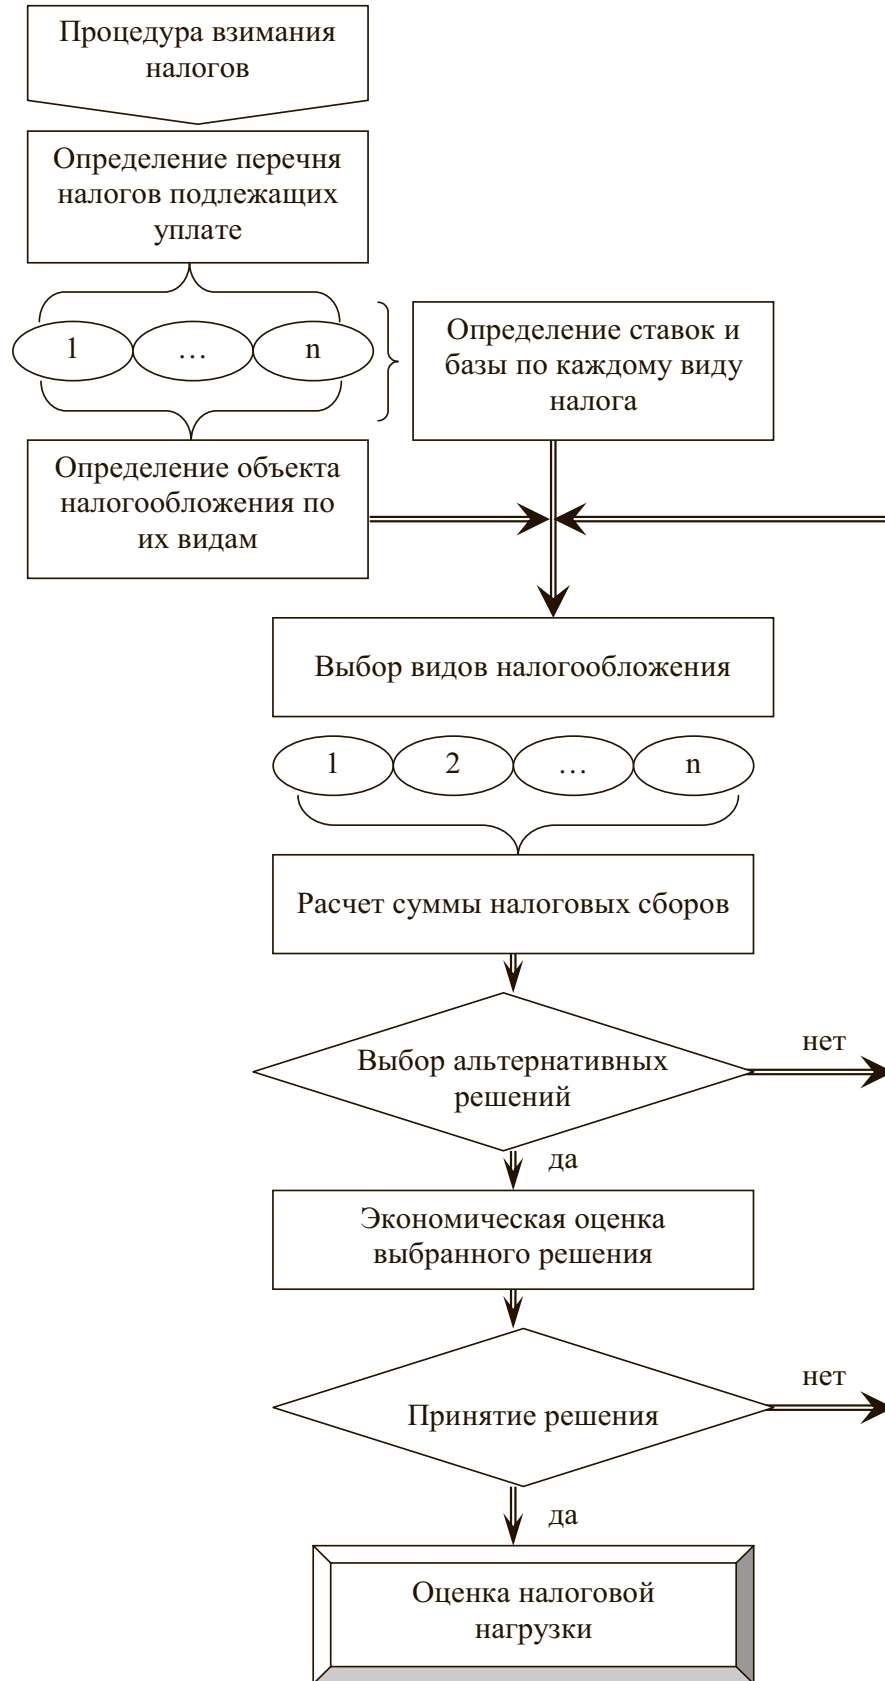 Процедура взимания
налогов
Определение перечня
налогов подлежащих
уплате
1
…
n
Определение ставок и
базы по каждому виду
налога
Определение объекта
налогообложения по
их видам
Выбор видов налогообложения
1
2
…
n
Расчет суммы налоговых сборов
Выбор альтернативных
решений
нет
да
Экономическая оценка
выбранного решения
Принятие решения
нет
да
Оценка налоговой
нагрузки